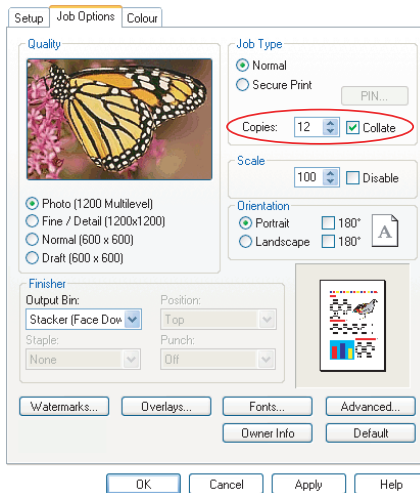 Setup Job Options Colour
Quality
Job Type
Normal
Secure Print
PIN...
Copies: 12 Collate
Scale
100 Disable
Photo (1200 Multilevel)
Fine / Detail (1200x1200)
Normal (600 x 600)
Draft (600 x 600)
Orientation
Portrait 180°
Landscape 180°
A
Finisher
Output Bin: Position:
Stacker (Face Dow Top
Staple: Punch:
None Off
Watermarks... Overlays... Fonts... Advanced...
Owner Info Default
OK Cancel Apply Help